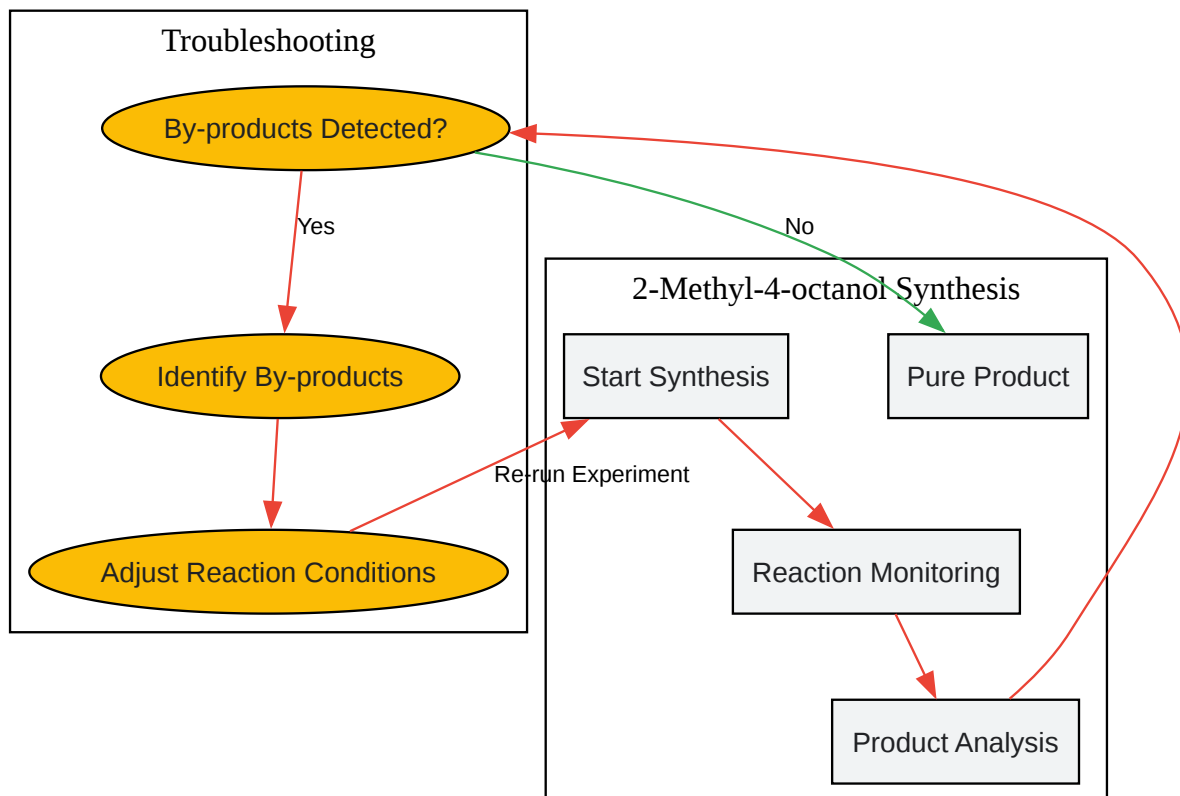 Troubleshooting
By-products Detected?
Yes
No
2-Methyl-4-octanol Synthesis
Identify By-products
Start Synthesis
Pure Product
Re-run Experiment
Adjust Reaction Conditions
Reaction Monitoring
Product Analysis